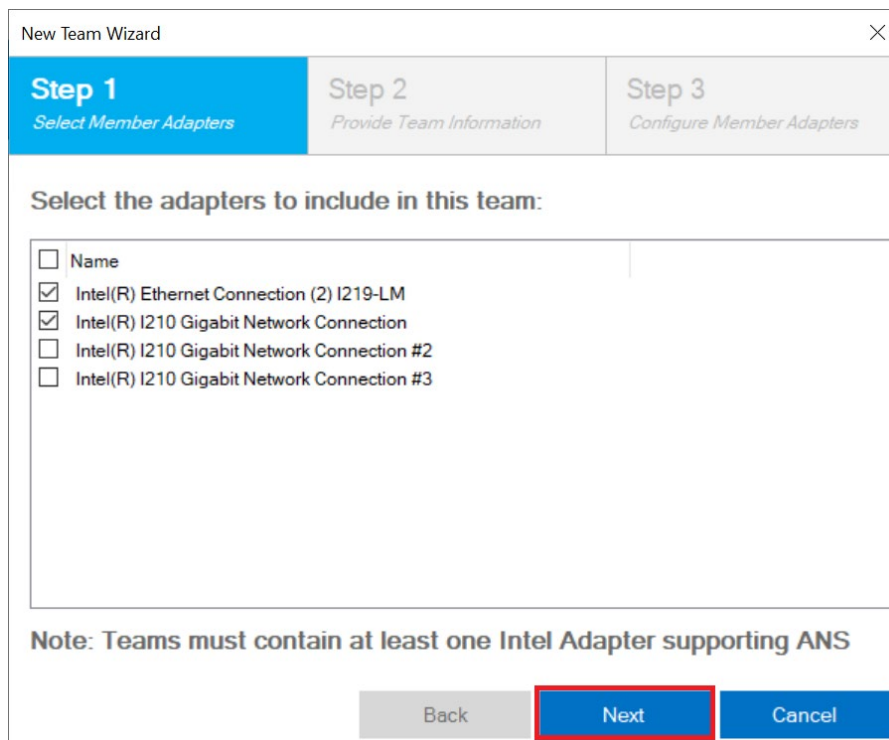 New Team Wizard
Step 1
Select Member Adapters
Step 2
Provide Team Information
Step 3
Configure Member Adapters
Select the adapters to include in this team:
Name
Intel(R) Ethernet Connection (2) I219-LM
Intel(R) I210 Gigabit Network Connection
Intel(R) I210 Gigabit Network Connection #2
Intel(R) I210 Gigabit Network Connection #3
Note: Teams must contain at least one Intel Adapter supporting ANS
Back
Next
Cancel